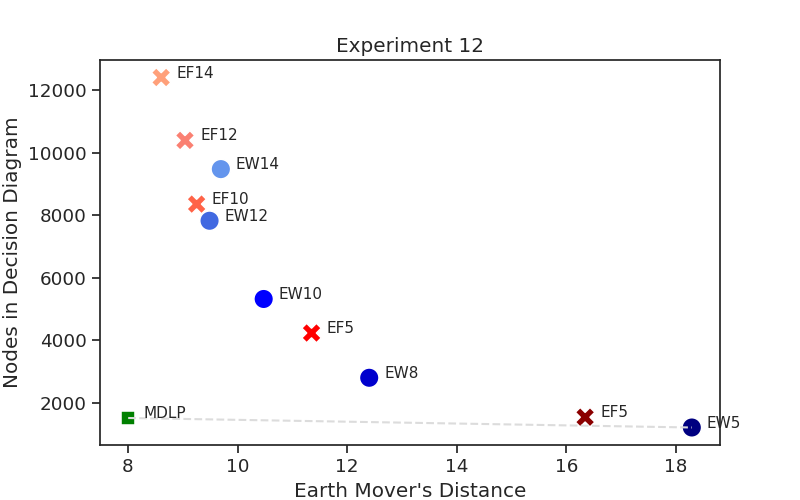 Experiment 12
Nodes in Decision Diagram
12000
10000
8000
6000
4000
2000
EF14
EF12
EW14
EF10
EW12
EW10
EF5
EW8
MDLP
EF5
EW5
8 10 12 14 16 18
Earth Mover's Distance